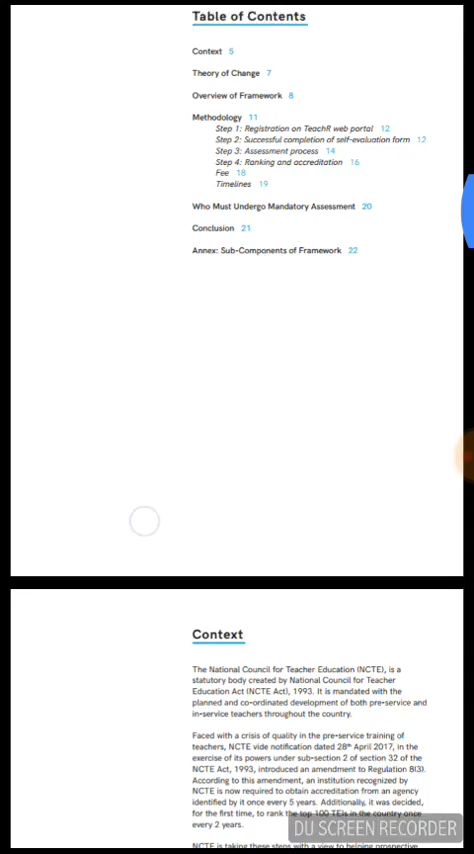 Table of Contents
Context 5
Theory of Change 7
Overview of Framework 8
Methodology 11
Step 1: Registration on TeachR web portal 12
Step 2: Successful completion of self-evaluation form 12
Step 3: Assessment process 14
Step 4: Ranking and accreditation 16
Fee 18
Timelines 19
Who Must Undergo Mandatory Assessment 20
Conclusion 21
Annex: Sub-Components of Framework 22
Context
The National Council for Teacher Education (NCTE), is a
statutory body created by National Council for Teacher
Education Act (NCTE Act), 1993. It is mandated with the
planned and co-ordinated development of both pre-service and
in-service teachers throughout the country.
Faced with a crisis of quality in the pre-service training of
teachers, NCTE vide notification dated 28th April 2017, in the
exercise of its powers under sub-section 2 of section 32 of the
NCTE Act, 1993, introduced an amendment to Regulation 8(3).
According to this amendment, an institution recognized by
NCTE is now required to obtain accreditation from an agency
identified by it once every 5 years. Additionally, it was decided,
for the first time, to rank the top 100 TEIs in the country once
every 2 years.
NCTE is taking these steps with a view to helping prospective
DU SCREEN RECORDER